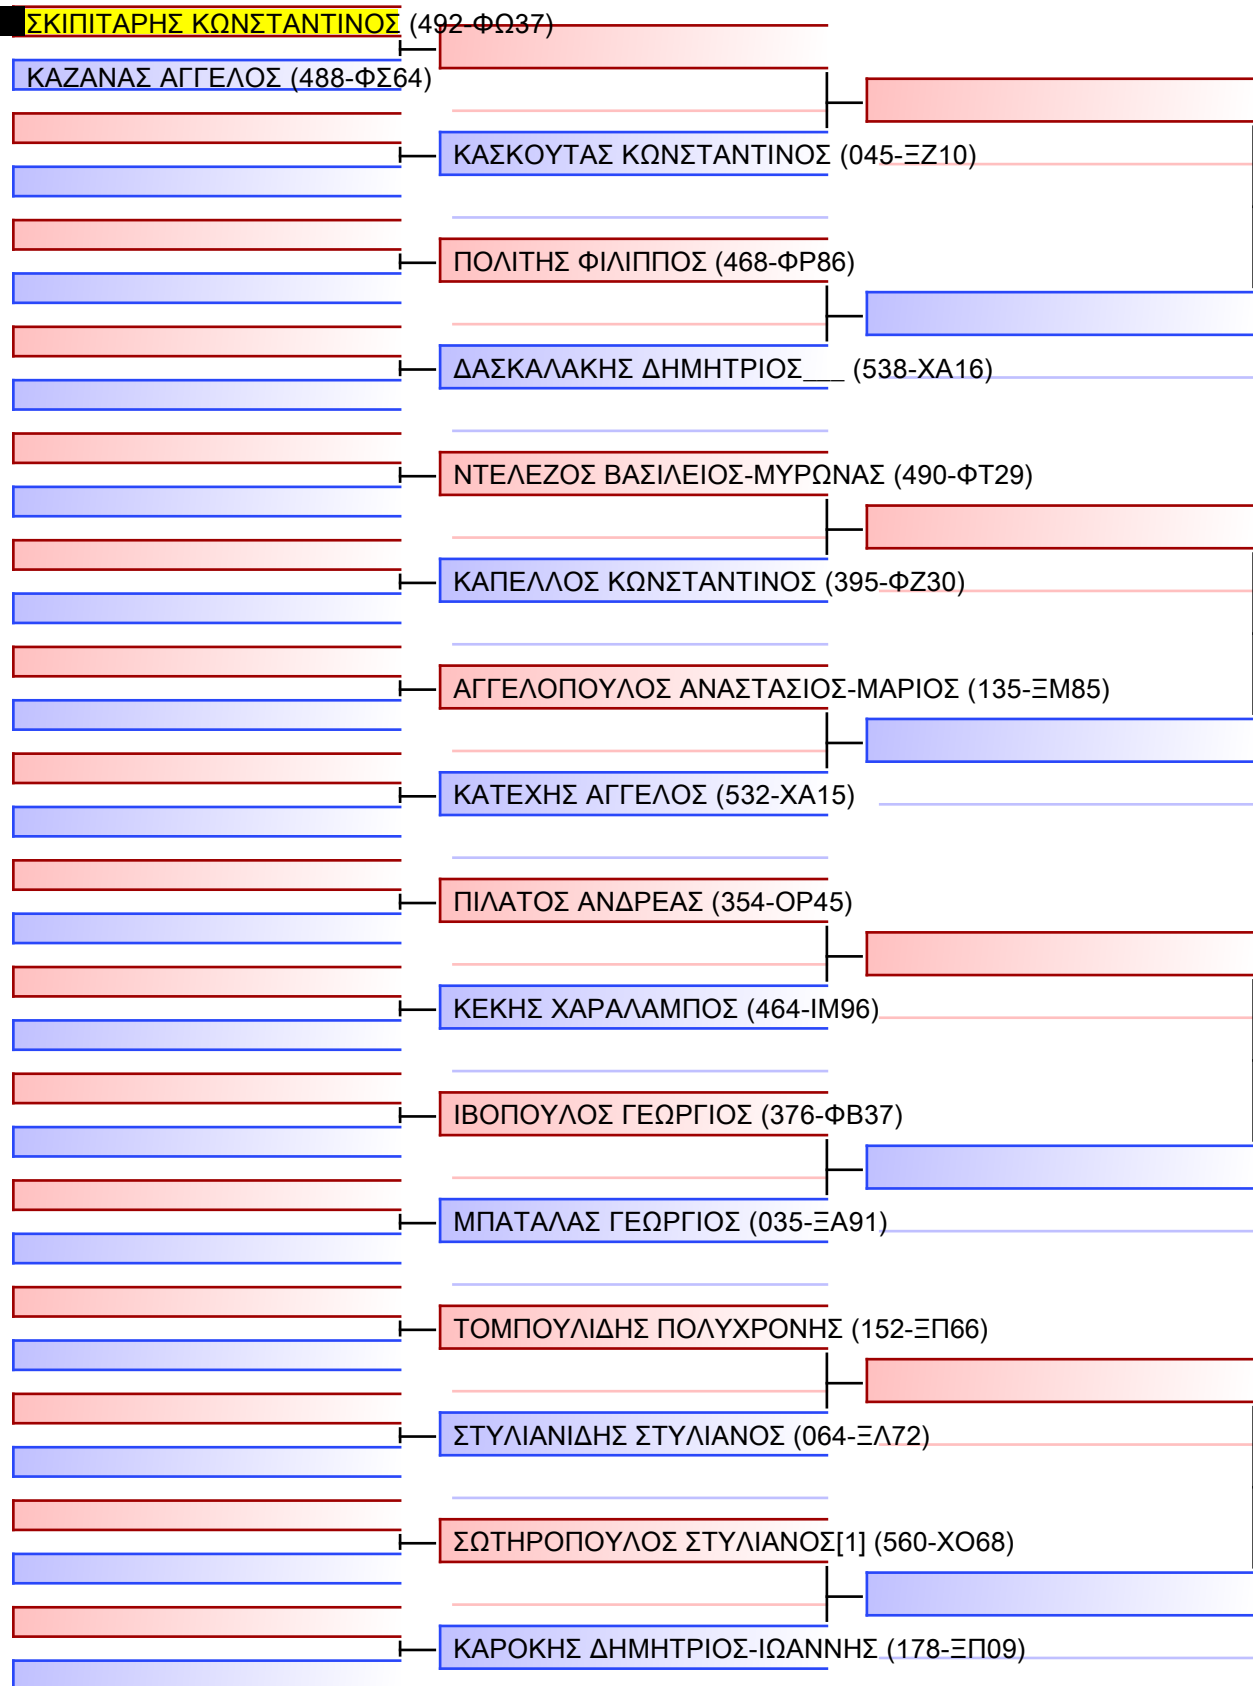 ΣΚΙΠΙΤΑΡΗΣ ΚΩΝΣΤΑΝΤΙΝΟΣ (492-ΦΩ37)
ΚΑΖΑΝΑΣ ΑΓΓΕΛΟΣ (488-ΦΣ64)
ΚΑΣΚΟΥΤΑΣ ΚΩΝΣΤΑΝΤΙΝΟΣ (045-ΞΖ10)
ΠΟΛΙΤΗΣ ΦΙΛΙΠΠΟΣ (468-ΦΡ86)
ΔΑΣΚΑΛΑΚΗΣ ΔΗΜΗΤΡΙΟΣ___ (538-ΧΑ16)
ΝΤΕΛΕΖΟΣ ΒΑΣΙΛΕΙΟΣ-ΜΥΡΩΝΑΣ (490-ΦΤ29)
ΚΑΠΕΛΛΟΣ ΚΩΝΣΤΑΝΤΙΝΟΣ (395-ΦΖ30)
ΑΓΓΕΛΟΠΟΥΛΟΣ ΑΝΑΣΤΑΣΙΟΣ-ΜΑΡΙΟΣ (135-ΞΜ85)
ΚΑΤΕΧΗΣ ΑΓΓΕΛΟΣ (532-ΧΑ15)
ΠΙΛΑΤΟΣ ΑΝΔΡΕΑΣ (354-ΟΡ45)
ΚΕΚΗΣ ΧΑΡΑΛΑΜΠΟΣ (464-ΙΜ96)
ΙΒΟΠΟΥΛΟΣ ΓΕΩΡΓΙΟΣ (376-ΦΒ37)
ΜΠΑΤΑΛΑΣ ΓΕΩΡΓΙΟΣ (035-ΞΑ91)
ΤΟΜΠΟΥΛΙΔΗΣ ΠΟΛΥΧΡΟΝΗΣ (152-ΞΠ66)
ΣΤΥΛΙΑΝΙΔΗΣ ΣΤΥΛΙΑΝΟΣ (064-ΞΛ72)
ΣΩΤΗΡΟΠΟΥΛΟΣ ΣΤΥΛΙΑΝΟΣ[1] (560-ΧΟ68)
ΚΑΡΟΚΗΣ ΔΗΜΗΤΡΙΟΣ-ΙΩΑΝΝΗΣ (178-ΞΠ09)